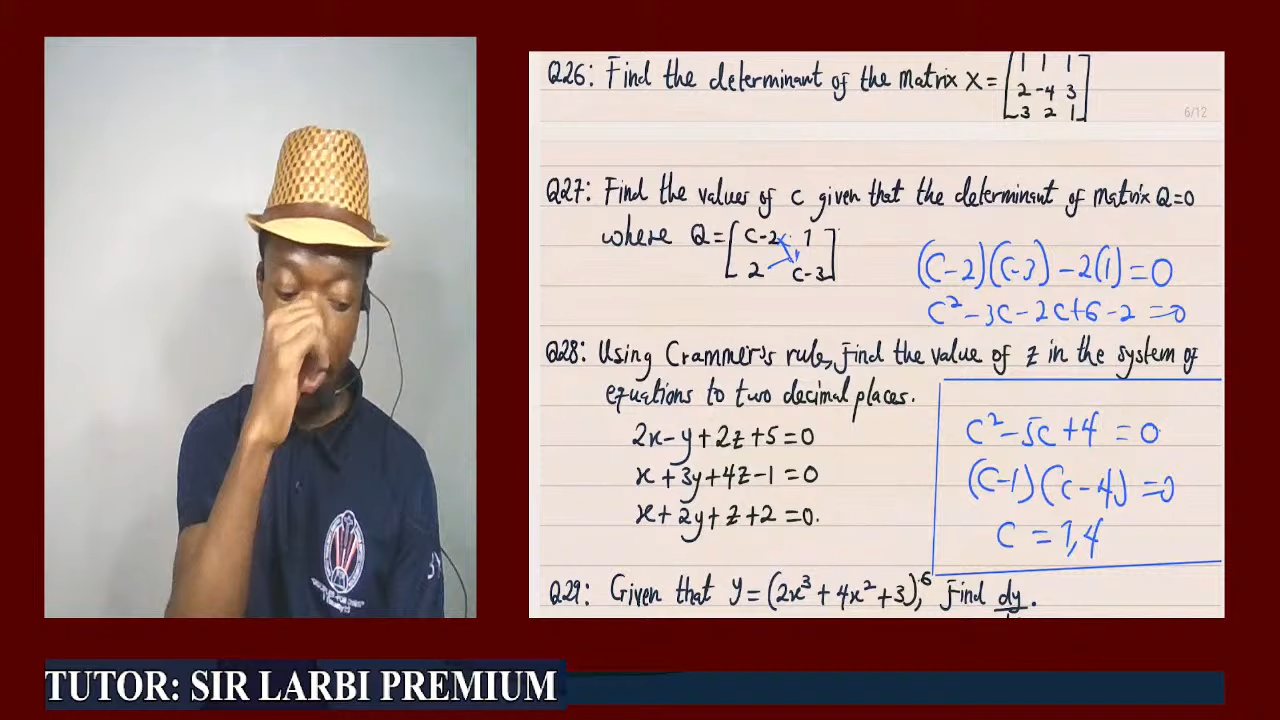 Q26: Find the determinant of the matrix X = [1 1 1
2 -4 3
3 2 1]
6/12
Q27: Find the values of c given that the determinant of matrix Q=0
where Q = [c-2 1
2 c-3]
(c-2)(c-3) - 2(1) = 0
c² - 3c - 2c + 6 - 2 = 0
Q28: Using Crammer's rule, find the value of z in the system of
equations to two decimal places.
2x - y + 2z + 5 = 0
x + 3y + 4z - 1 = 0
x + 2y + z + 2 = 0.
c² - 5c + 4 = 0
(c-1)(c-4) = 0
c = 1,4
Q29: Given that y = (2x³ + 4x² + 3)⁶, find dy.
TUTOR: SIR LARBI PREMIUM